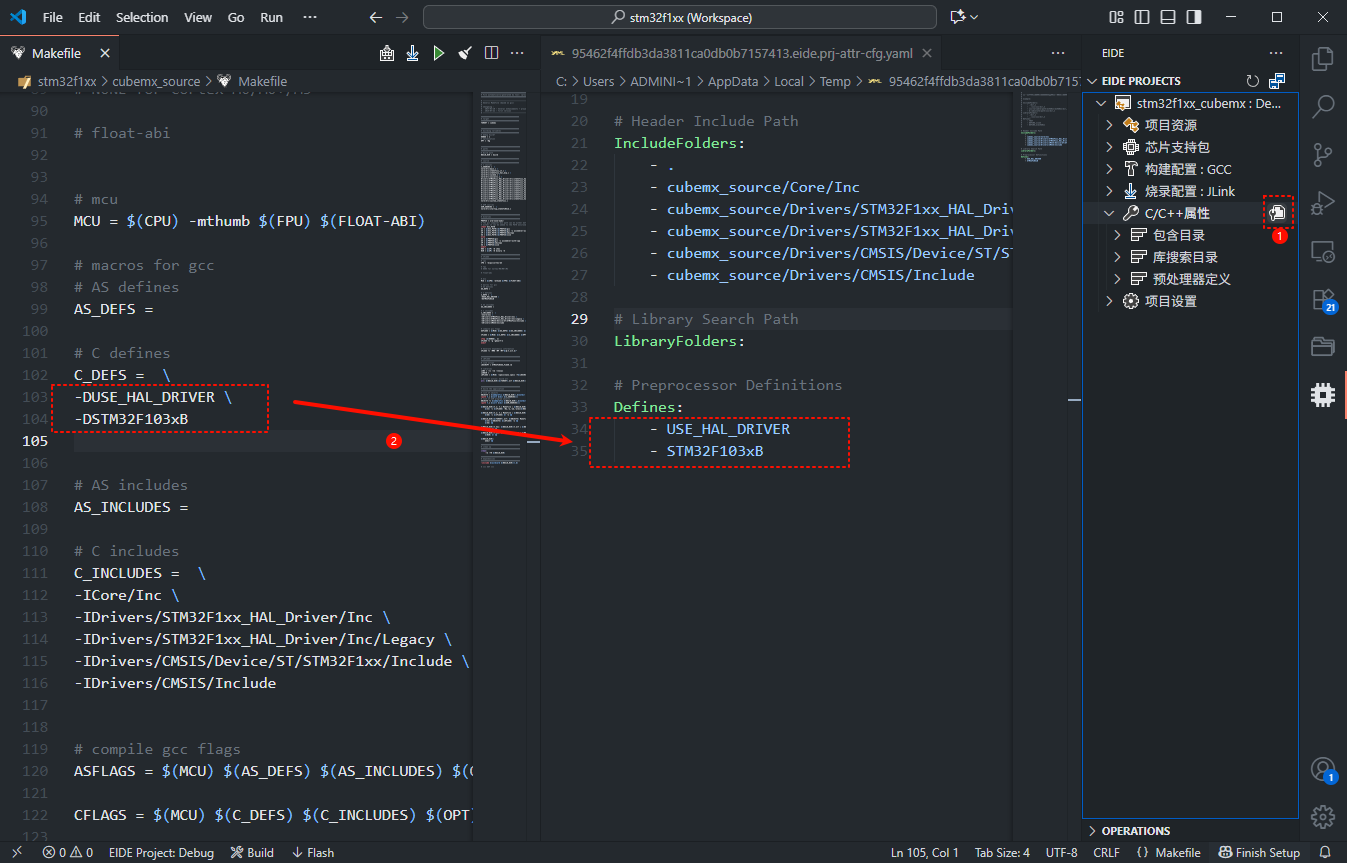 File Edit Selection View Go Run ···
stm32f1xx (Workspace)
Makefile
stm32f1xx > cubemx_source > Makefile
90
91 # float-abi
92
93
94 # mcu
95 MCU = $(CPU) -mthumb $(FPU) $(FLOAT-ABI)
96
97 # macros for gcc
98 # AS defines
99 AS_DEFS =
100
101 # C defines
102 C_DEFS = \
103 -DUSE_HAL_DRIVER \
104 -DSTM32F103xB
105
2
106
107 # AS includes
108 AS_INCLUDES =
109
110 # C includes
111 C_INCLUDES = \
112 -ICore/Inc \
113 -IDrivers/STM32F1xx_HAL_Driver/Inc \
114 -IDrivers/STM32F1xx_HAL_Driver/Inc/Legacy \
115 -IDrivers/CMSIS/Device/ST/STM32F1xx/Include \
116 -IDrivers/CMSIS/Include
117
118
119 # compile gcc flags
120 ASFLAGS = $(MCU) $(AS_DEFS) $(AS_INCLUDES) $(
121
122 CFLAGS = $(MCU) $(C_DEFS) $(C_INCLUDES) $(OPT)
123
95462f4ffdb3da3811ca0db0b7157413.eide.prj-attr-cfg.yaml
C: > Users > ADMINI~1 > AppData > Local > Temp > 95462f4ffdb3da3811ca0db0b7157
19
20 # Header Include Path
21 IncludeFolders:
22 - .
23 - cubemx_source/Core/Inc
24 - cubemx_source/Drivers/STM32F1xx_HAL_Driv
25 - cubemx_source/Drivers/STM32F1xx_HAL_Driv
26 - cubemx_source/Drivers/CMSIS/Device/ST/ST
27 - cubemx_source/Drivers/CMSIS/Include
28
29 # Library Search Path
30 LibraryFolders:
31
32 # Preprocessor Definitions
33 Defines:
34 - USE_HAL_DRIVER
35 - STM32F103xB
EIDE
EIDE PROJECTS
stm32f1xx_cubemx : De...
项目资源
芯片支持包
构建配置 : GCC
烧录配置 : JLink
C/C++属性
1
包含目录
库搜索目录
预处理器定义
项目设置
OPERATIONS
21
1
0 0 EIDE Project: Debug Build Flash
Ln 105, Col 1 Tab Size: 4 UTF-8 CRLF {} Makefile Finish Setup